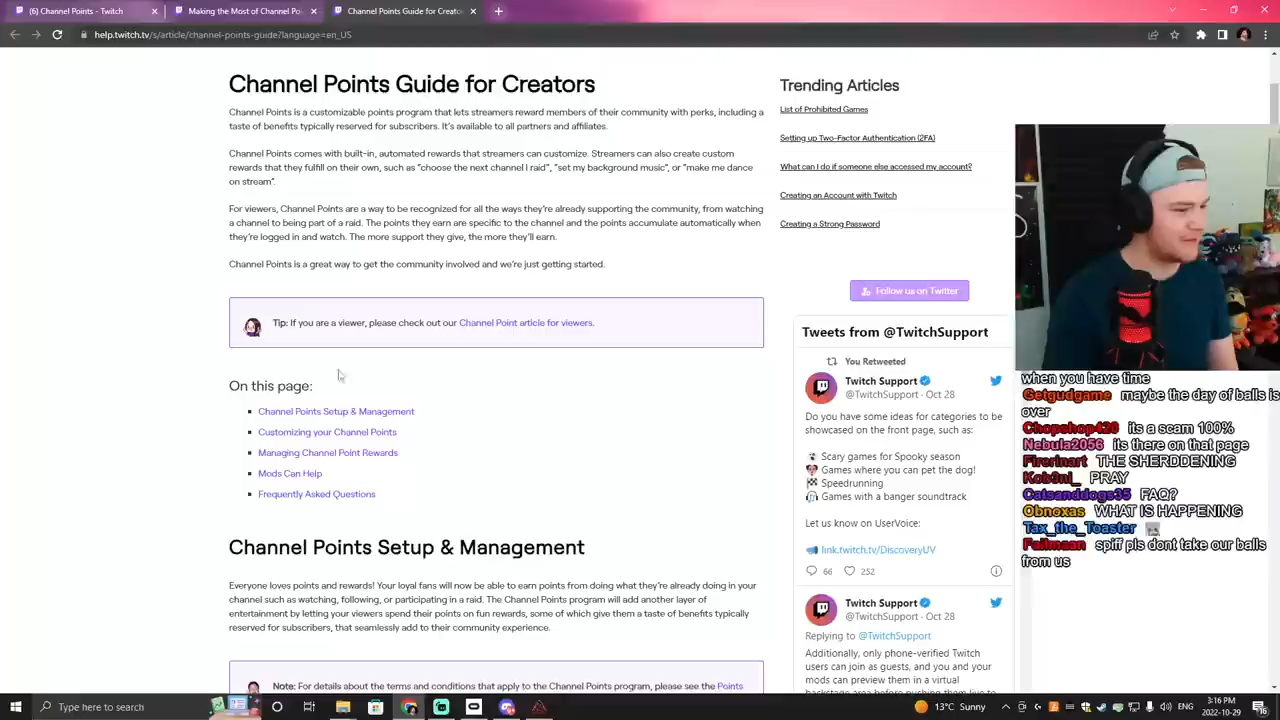 (6) Channel Points - Twitch
Making the Most of Channel Poin
Channel Points Guide for Creator
help.twitch.tv/s/article/channel-points-guide?language=en_US
Channel Points Guide for Creators
Channel Points is a customizable points program that lets streamers reward members of their community with perks, including a
taste of benefits typically reserved for subscribers. It's available to all partners and affiliates.
Channel Points comes with built-in, automated rewards that streamers can customize. Streamers can also create custom
rewards that they fulfill on their own, such as "choose the next channel I raid", "set my background music", or "make me dance
on stream".
For viewers, Channel Points are a way to be recognized for all the ways they're already supporting the community, from watching
a channel to being part of a raid. The points they earn are specific to the channel and the points accumulate automatically when
they're logged in and watch. The more support they give, the more they'll earn.
Channel Points is a great way to get the community involved and we're just getting started.
Tip: If you are a viewer, please check out our Channel Point article for viewers.
On this page:
Channel Points Setup & Management
Customizing your Channel Points
Managing Channel Point Rewards
Mods Can Help
Frequently Asked Questions
Channel Points Setup & Management
Everyone loves points and rewards! Your loyal fans will now be able to earn points from doing what they're already doing in your
channel such as watching, following, or participating in a raid. The Channel Points program will add another layer of
entertainment by letting your viewers spend their points on fun rewards, some of which give them a taste of benefits typically
reserved for subscribers, that seamlessly add to their community experience.
Note: For details about the terms and conditions that apply to the Channel Points program, please see the Points
Trending Articles
List of Prohibited Games
Setting up Two-Factor Authentication (2FA)
What can I do if someone else accessed my account?
Creating an Account with Twitch
Creating a Strong Password
Follow us on Twitter
Tweets from @TwitchSupport
You Retweeted
Twitch Support
@TwitchSupport · Oct 28
Do you have some ideas for categories to be
showcased on the front page, such as:
Scary games for Spooky season
Games where you can pet the dog!
Speedrunning
Games with a banger soundtrack
Let us know on UserVoice:
link.twitch.tv/DiscoveryUV
66 252
Twitch Support
@TwitchSupport · Oct 28
Replying to @TwitchSupport
Additionally, only phone-verified Twitch
users can join as guests, and you and your
mods can preview them in a virtual
backstage area before pushing them live to
when you have time
Getgudgame maybe the day of balls is
over
Chopshop420 its a scam 100%
Nebula2056 its there on that page
Firerinart THE SHERDDENING
Kob3ni_ PRAY
Catsanddogs35 FAQ?
Obnoxas WHAT IS HAPPENING
Tax_the_Toaster
Failmaan spiff pls dont take our balls
from us
Type here to search
13°C Sunny
ENG
3:16 PM
2022-10-29
16